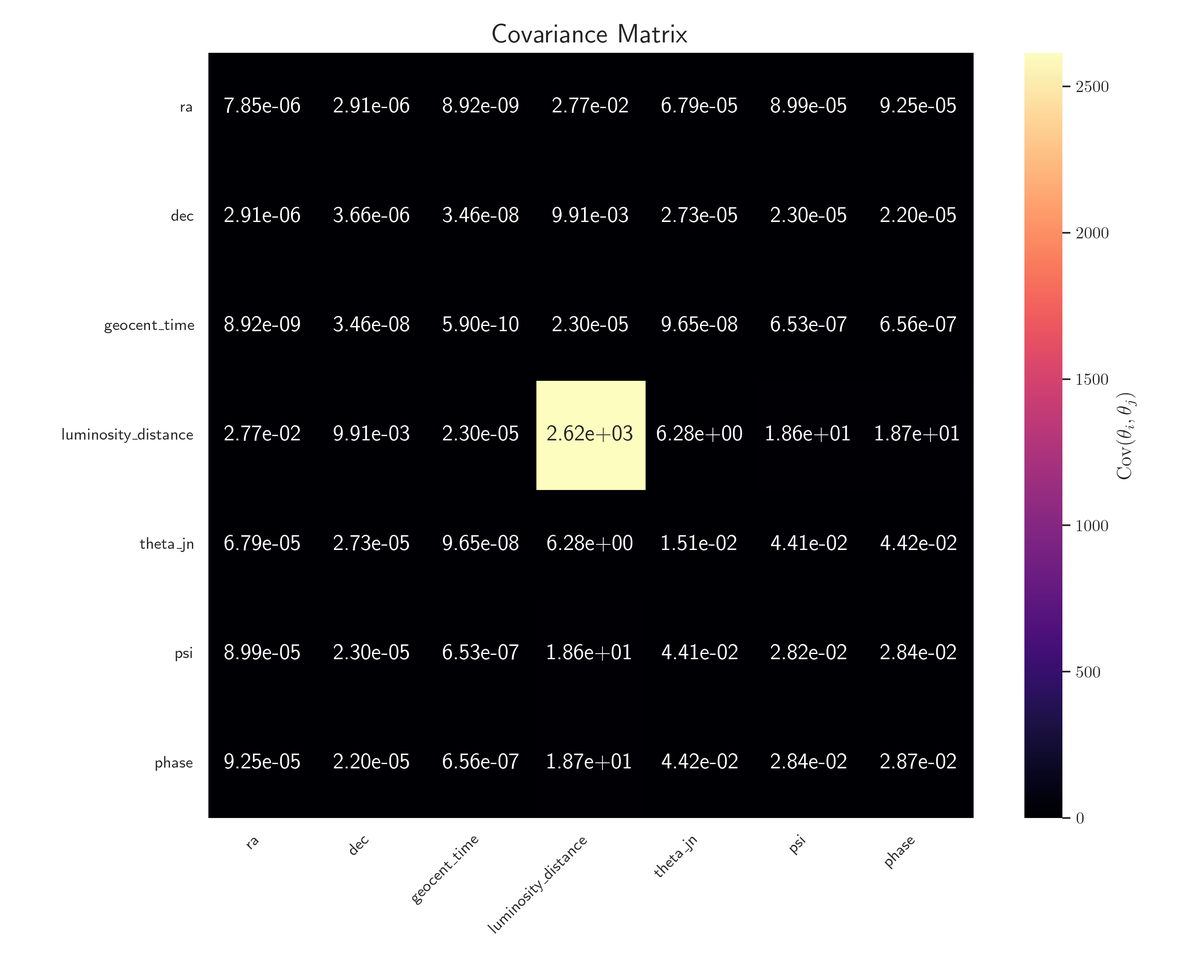 Covariance Matrix
ra 7.85e-06 2.91e-06 8.92e-09 2.77e-02 6.79e-05 8.99e-05 9.25e-05
dec 2.91e-06 3.66e-06 3.46e-08 9.91e-03 2.73e-05 2.30e-05 2.20e-05
geocent_time 8.92e-09 3.46e-08 5.90e-10 2.30e-05 9.65e-08 6.53e-07 6.56e-07
luminosity_distance 2.77e-02 9.91e-03 2.30e-05 2.62e+03 6.28e+00 1.86e+01 1.87e+01
theta_jn 6.79e-05 2.73e-05 9.65e-08 6.28e+00 1.51e-02 4.41e-02 4.42e-02
psi 8.99e-05 2.30e-05 6.53e-07 1.86e+01 4.41e-02 2.82e-02 2.84e-02
phase 9.25e-05 2.20e-05 6.56e-07 1.87e+01 4.42e-02 2.84e-02 2.87e-02
ra dec geocent_time luminosity_distance theta_jn psi phase
2500
2000
1500
1000
500
0
Cov(θ_i, θ_j)